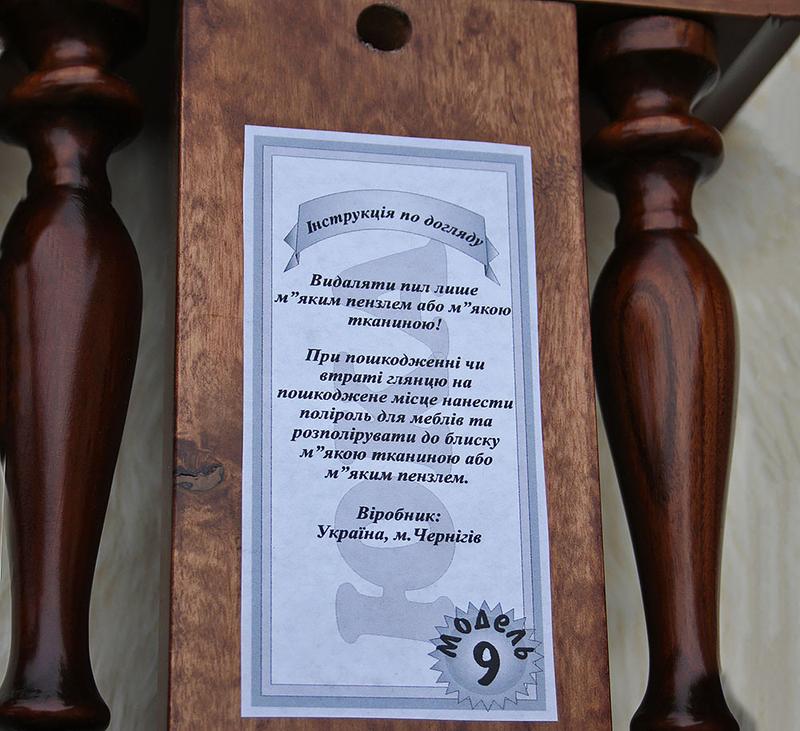 Інструкція по догляду
Видаляти пил лише
м”яким пензлем або м”якою
тканиною!
При пошкодженні чи
втраті глянцю на
пошкоджене місце нанести
поліроль для меблів та
розполірувати до блиску
м”якою тканиною або
м”яким пензлем.
Віробник:
Україна, м.Чернігів
Модель
9